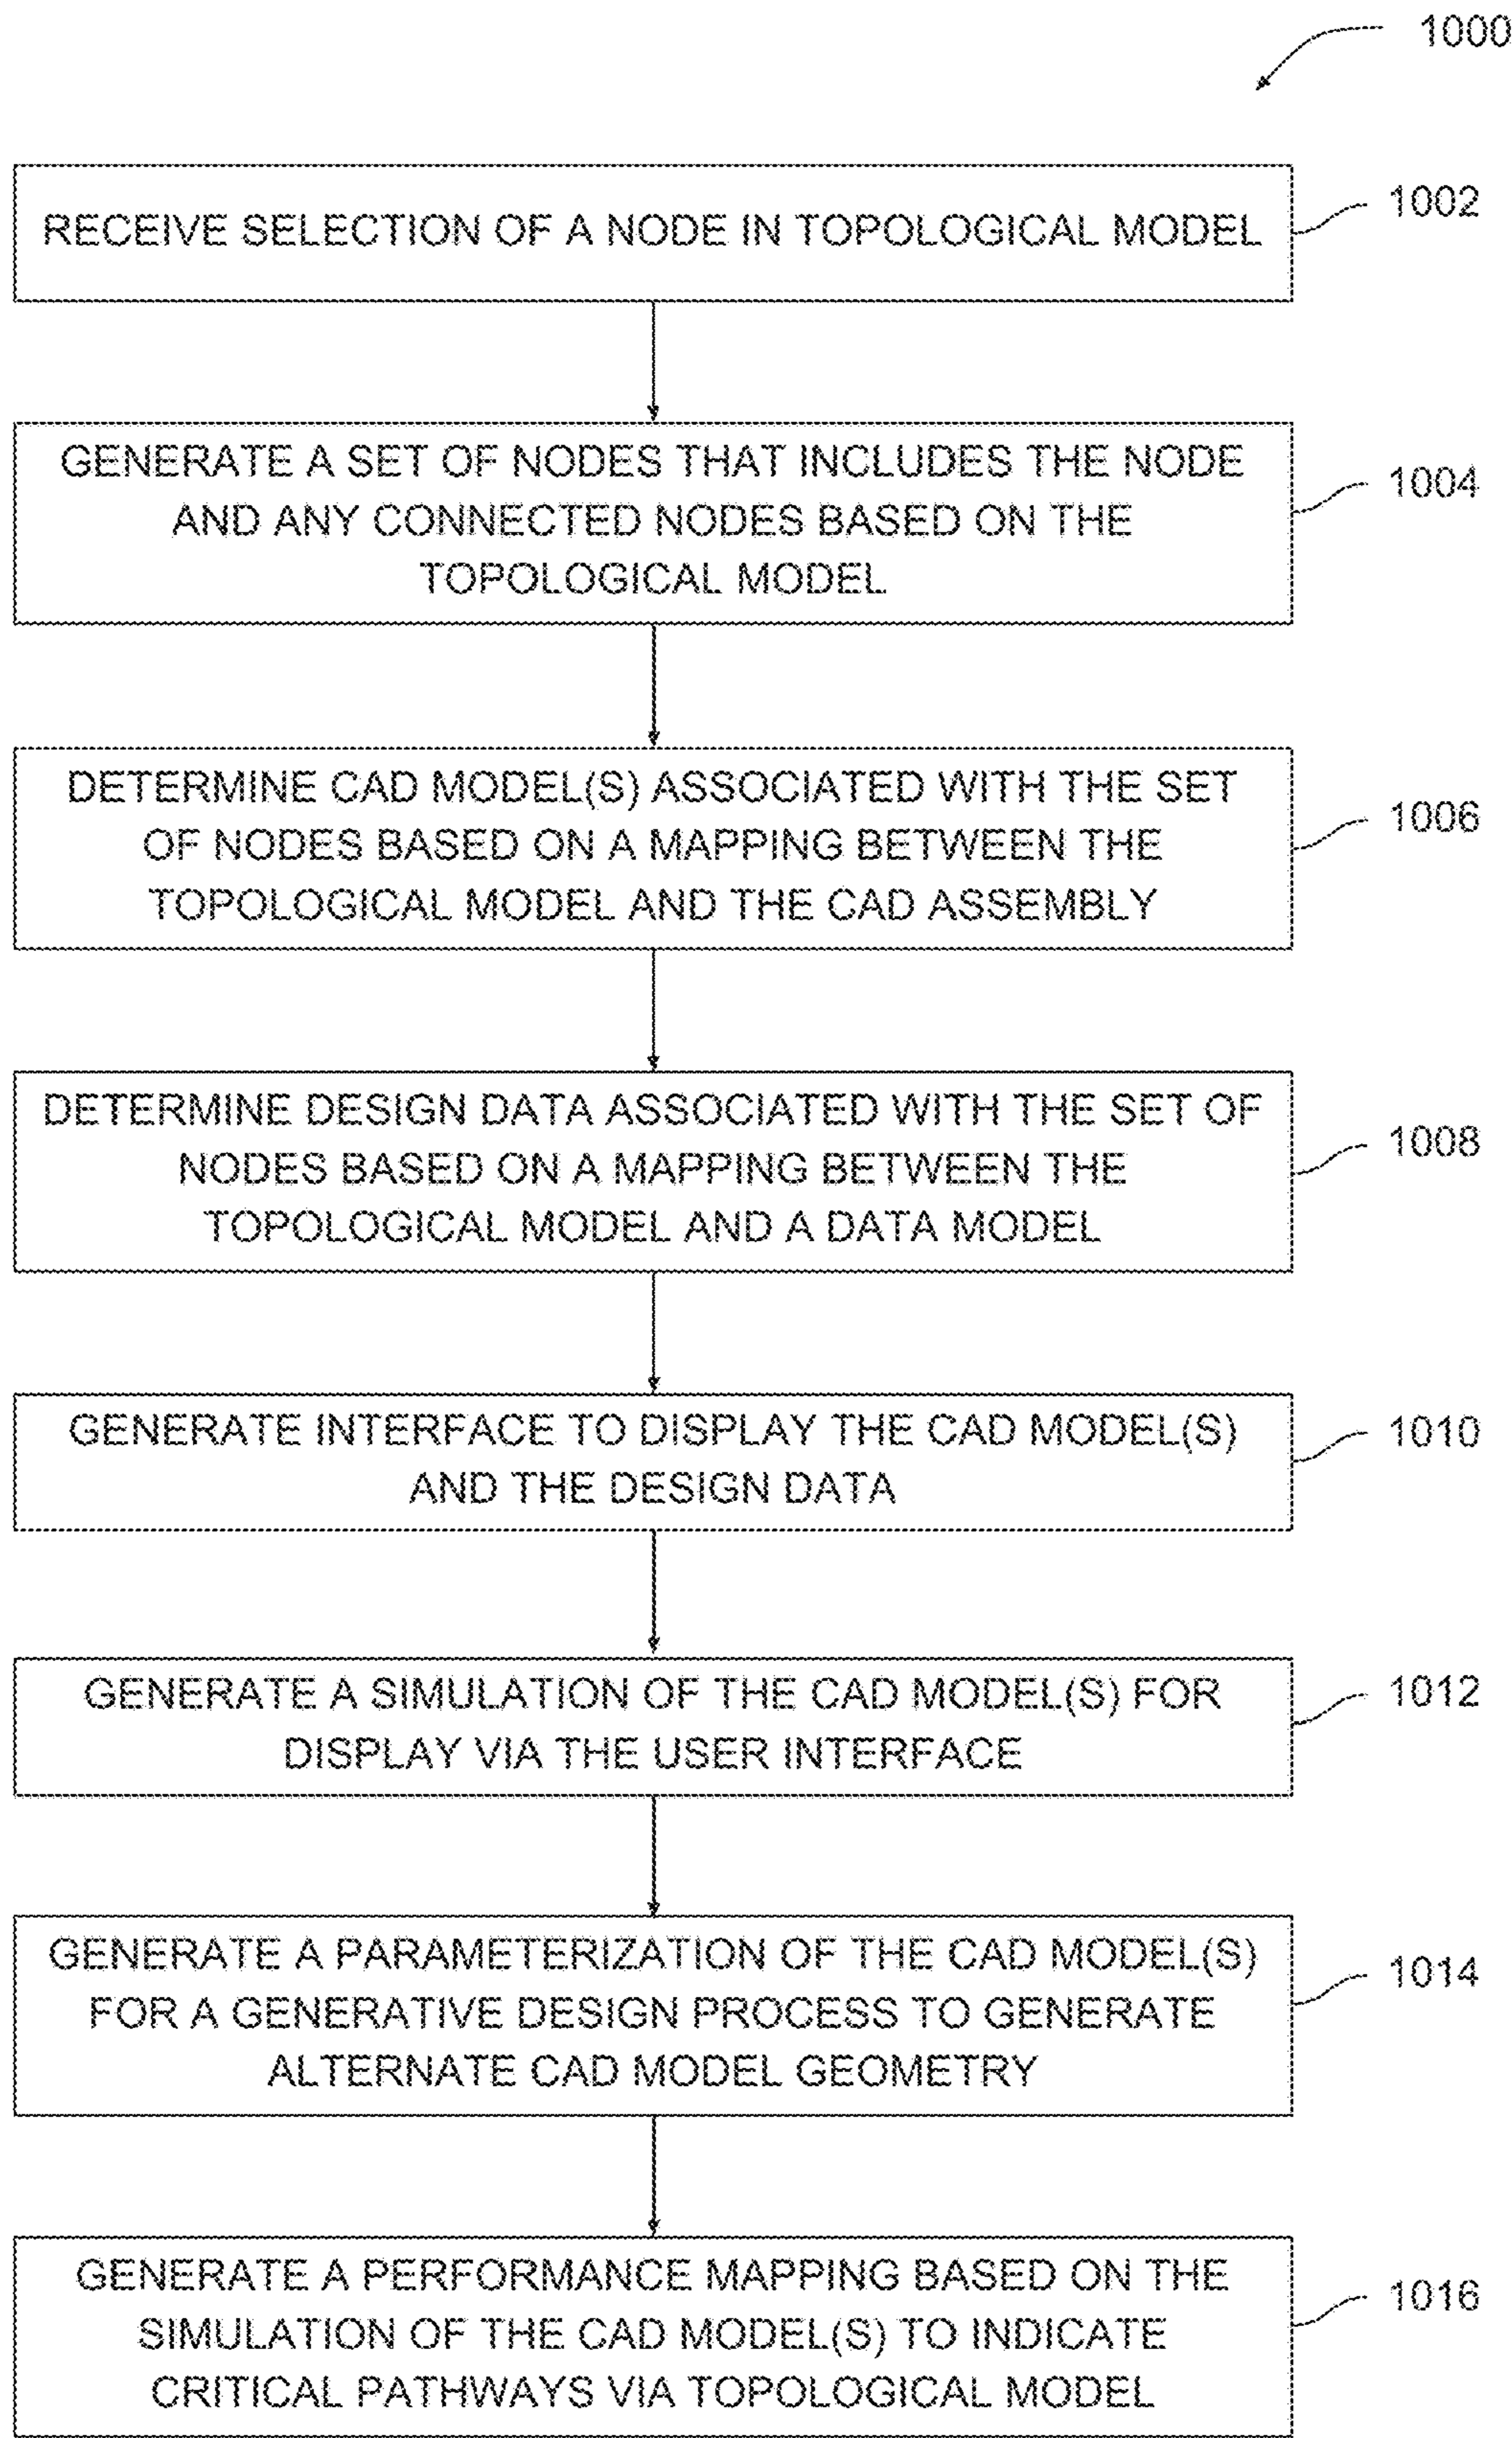 1000
RECEIVE SELECTION OF A NODE IN TOPOLOGICAL MODEL
1002
GENERATE A SET OF NODES THAT INCLUDES THE NODE
AND ANY CONNECTED NODES BASED ON THE
TOPOLOGICAL MODEL
1004
DETERMINE CAD MODEL(S) ASSOCIATED WITH THE SET
OF NODES BASED ON A MAPPING BETWEEN THE
TOPOLOGICAL MODEL AND THE CAD ASSEMBLY
1006
DETERMINE DESIGN DATA ASSOCIATED WITH THE SET OF
NODES BASED ON A MAPPING BETWEEN THE
TOPOLOGICAL MODEL AND A DATA MODEL
1008
GENERATE INTERFACE TO DISPLAY THE CAD MODEL(S)
AND THE DESIGN DATA
1010
GENERATE A SIMULATION OF THE CAD MODEL(S) FOR
DISPLAY VIA THE USER INTERFACE
1012
GENERATE A PARAMETERIZATION OF THE CAD MODEL(S)
FOR A GENERATIVE DESIGN PROCESS TO GENERATE
ALTERNATE CAD MODEL GEOMETRY
1014
GENERATE A PERFORMANCE MAPPING BASED ON THE
SIMULATION OF THE CAD MODEL(S) TO INDICATE
CRITICAL PATHWAYS VIA TOPOLOGICAL MODEL
1016